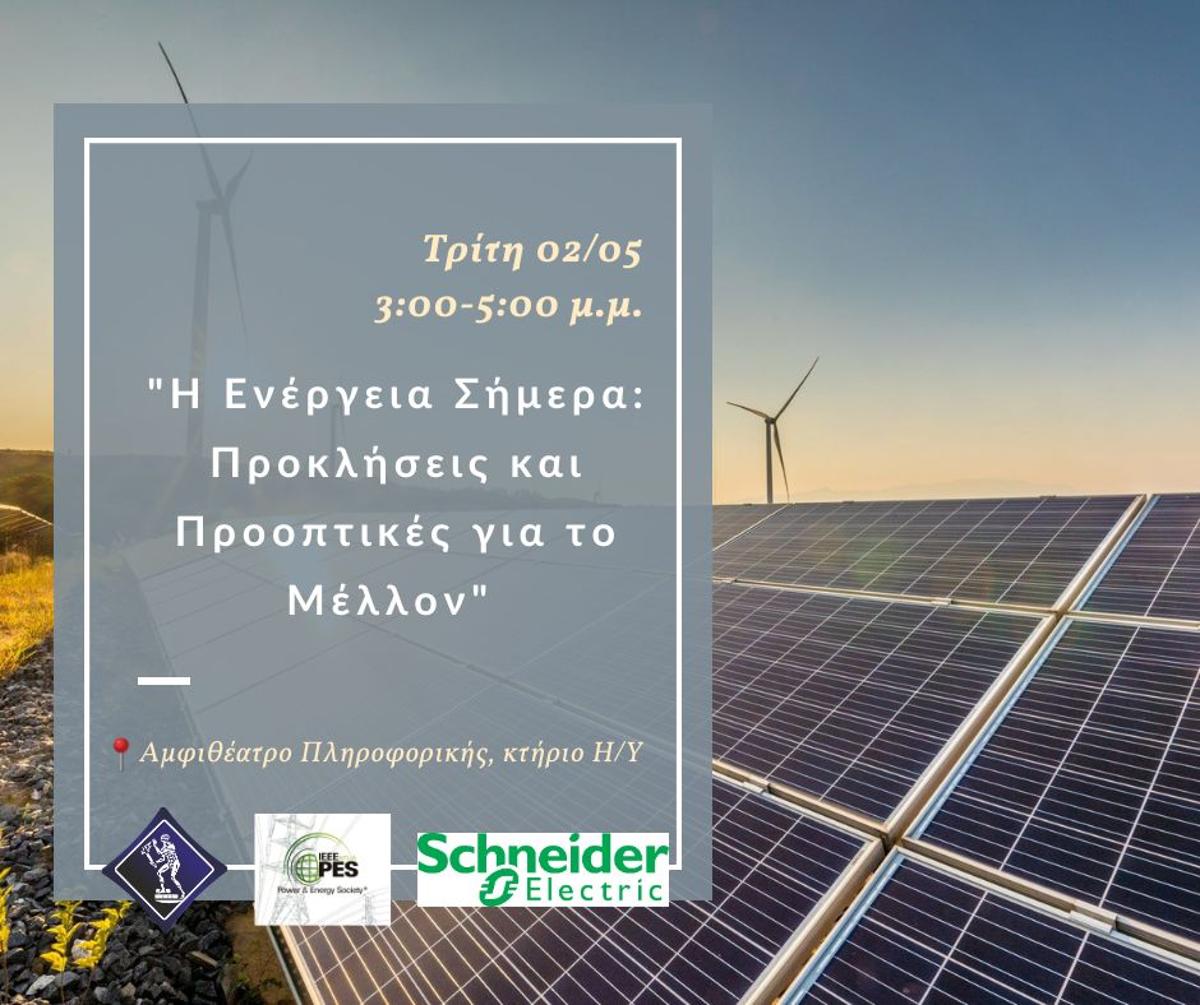 Τρίτη 02/05
3:00-5:00 μ.μ.
"Η Ενέργεια Σήμερα:
Προκλήσεις και
Προοπτικές για το
Μέλλον"
Αμφιθέατρο Πληροφορικής, κτήριο Η/Υ
IEEE
PES
Power & Energy Society®
Schneider
Electric